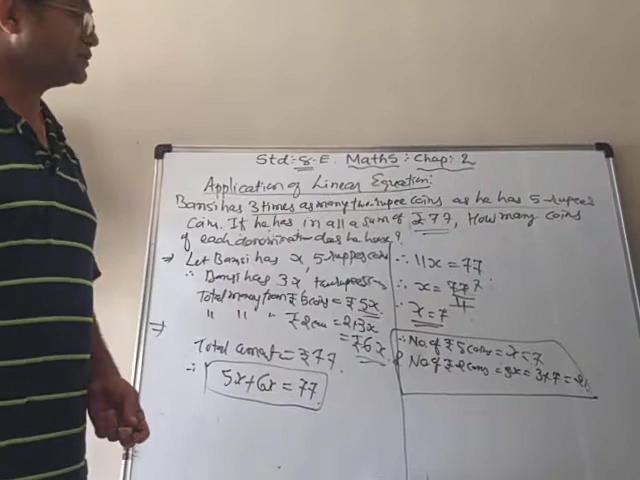 Std:- 8-E. Maths: Chap: 2
Application of Linear Equation:
Bansi has 3 times as many two rupee coins as he has 5-rupees
Coin. If he has in all a sum of ₹77, How many coins
of each denomination does he have?
⇒ Let Bansi has x, 5-rupees coins
∴ Bansi has 3x two rupees
Total money from ₹5 coins = ₹5x
" " " ₹2 coin = 2×3x
= ₹6x
⇒
Total amount = ₹77
∴ 5x+6x = 77
∴ 11x = 77
∴ x = 77
11
∴ x = 7
∴ No. of ₹5 coins = x = 7
& No. of ₹2 coins = 3x = 3×7 = 21.